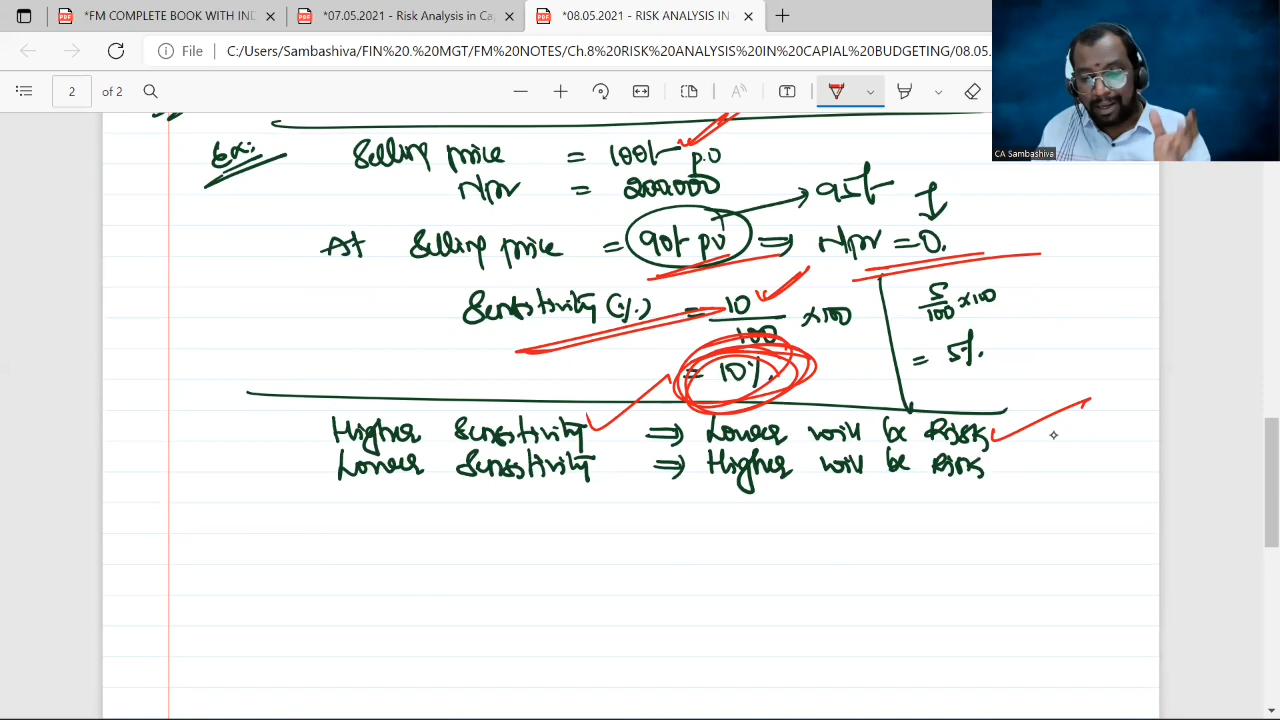 *FM COMPLETE BOOK WITH IND
*07.05.2021 - Risk Analysis in Ca
*08.05.2021 - RISK ANALYSIS IN
File
C:/Users/Sambashiva/FIN%20.%20MGT/FM%20NOTES/Ch.8%20RISK%20ANALYSIS%20IN%20CAPIAL%20BUDGETING/08.05.
2 of 2
CA Sambashiva
Ex:
Selling price = 100/- p.u
NPV = 200000
At Selling price = 90/- pu ⇒ NPV = 0.
95/-
Sensitivity (%) = 10/100 ×100
= 10%.
5/100 ×100
= 5%.
Higher Sensitivity ⇒ Lower will be Risk
Lower Sensitivity ⇒ Higher will be Risk